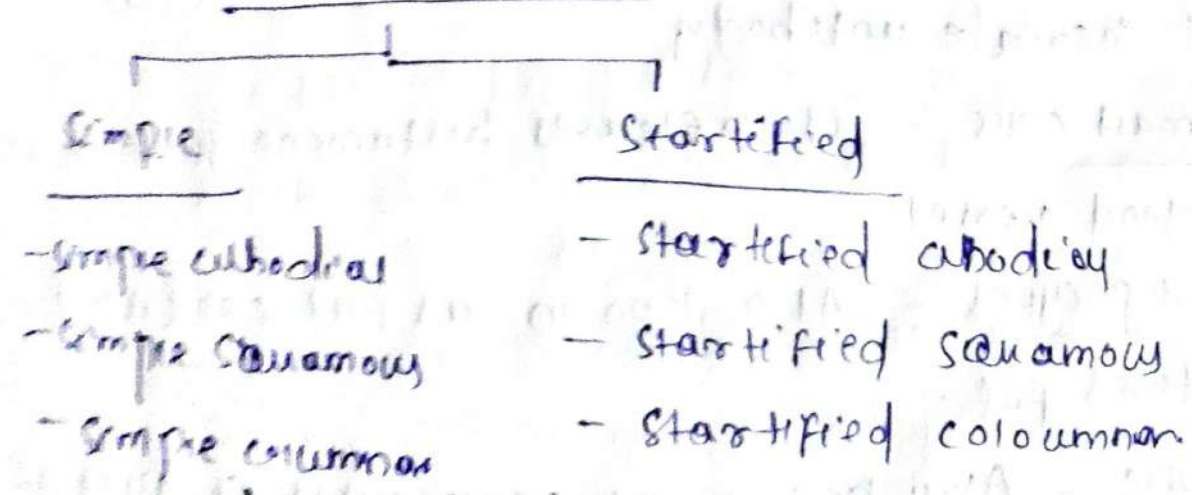 Simple Startified
- Simple cubodial - Startified cubodial
- Simple Squamous - Startified Squamous
- Simple columnar - Startified coloumnar